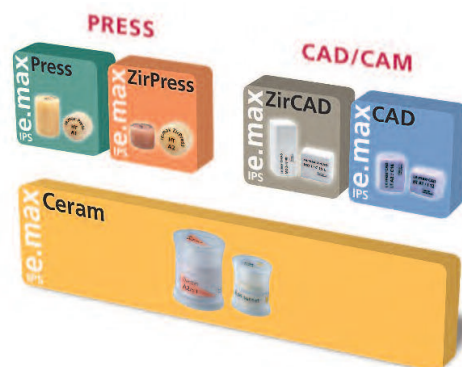 PRESS
CAD/CAM
IPS e.max Press
IPS e.max ZirPress
IPS e.max ZirCAD
IPS e.max CAD
IPS e.max Ceram